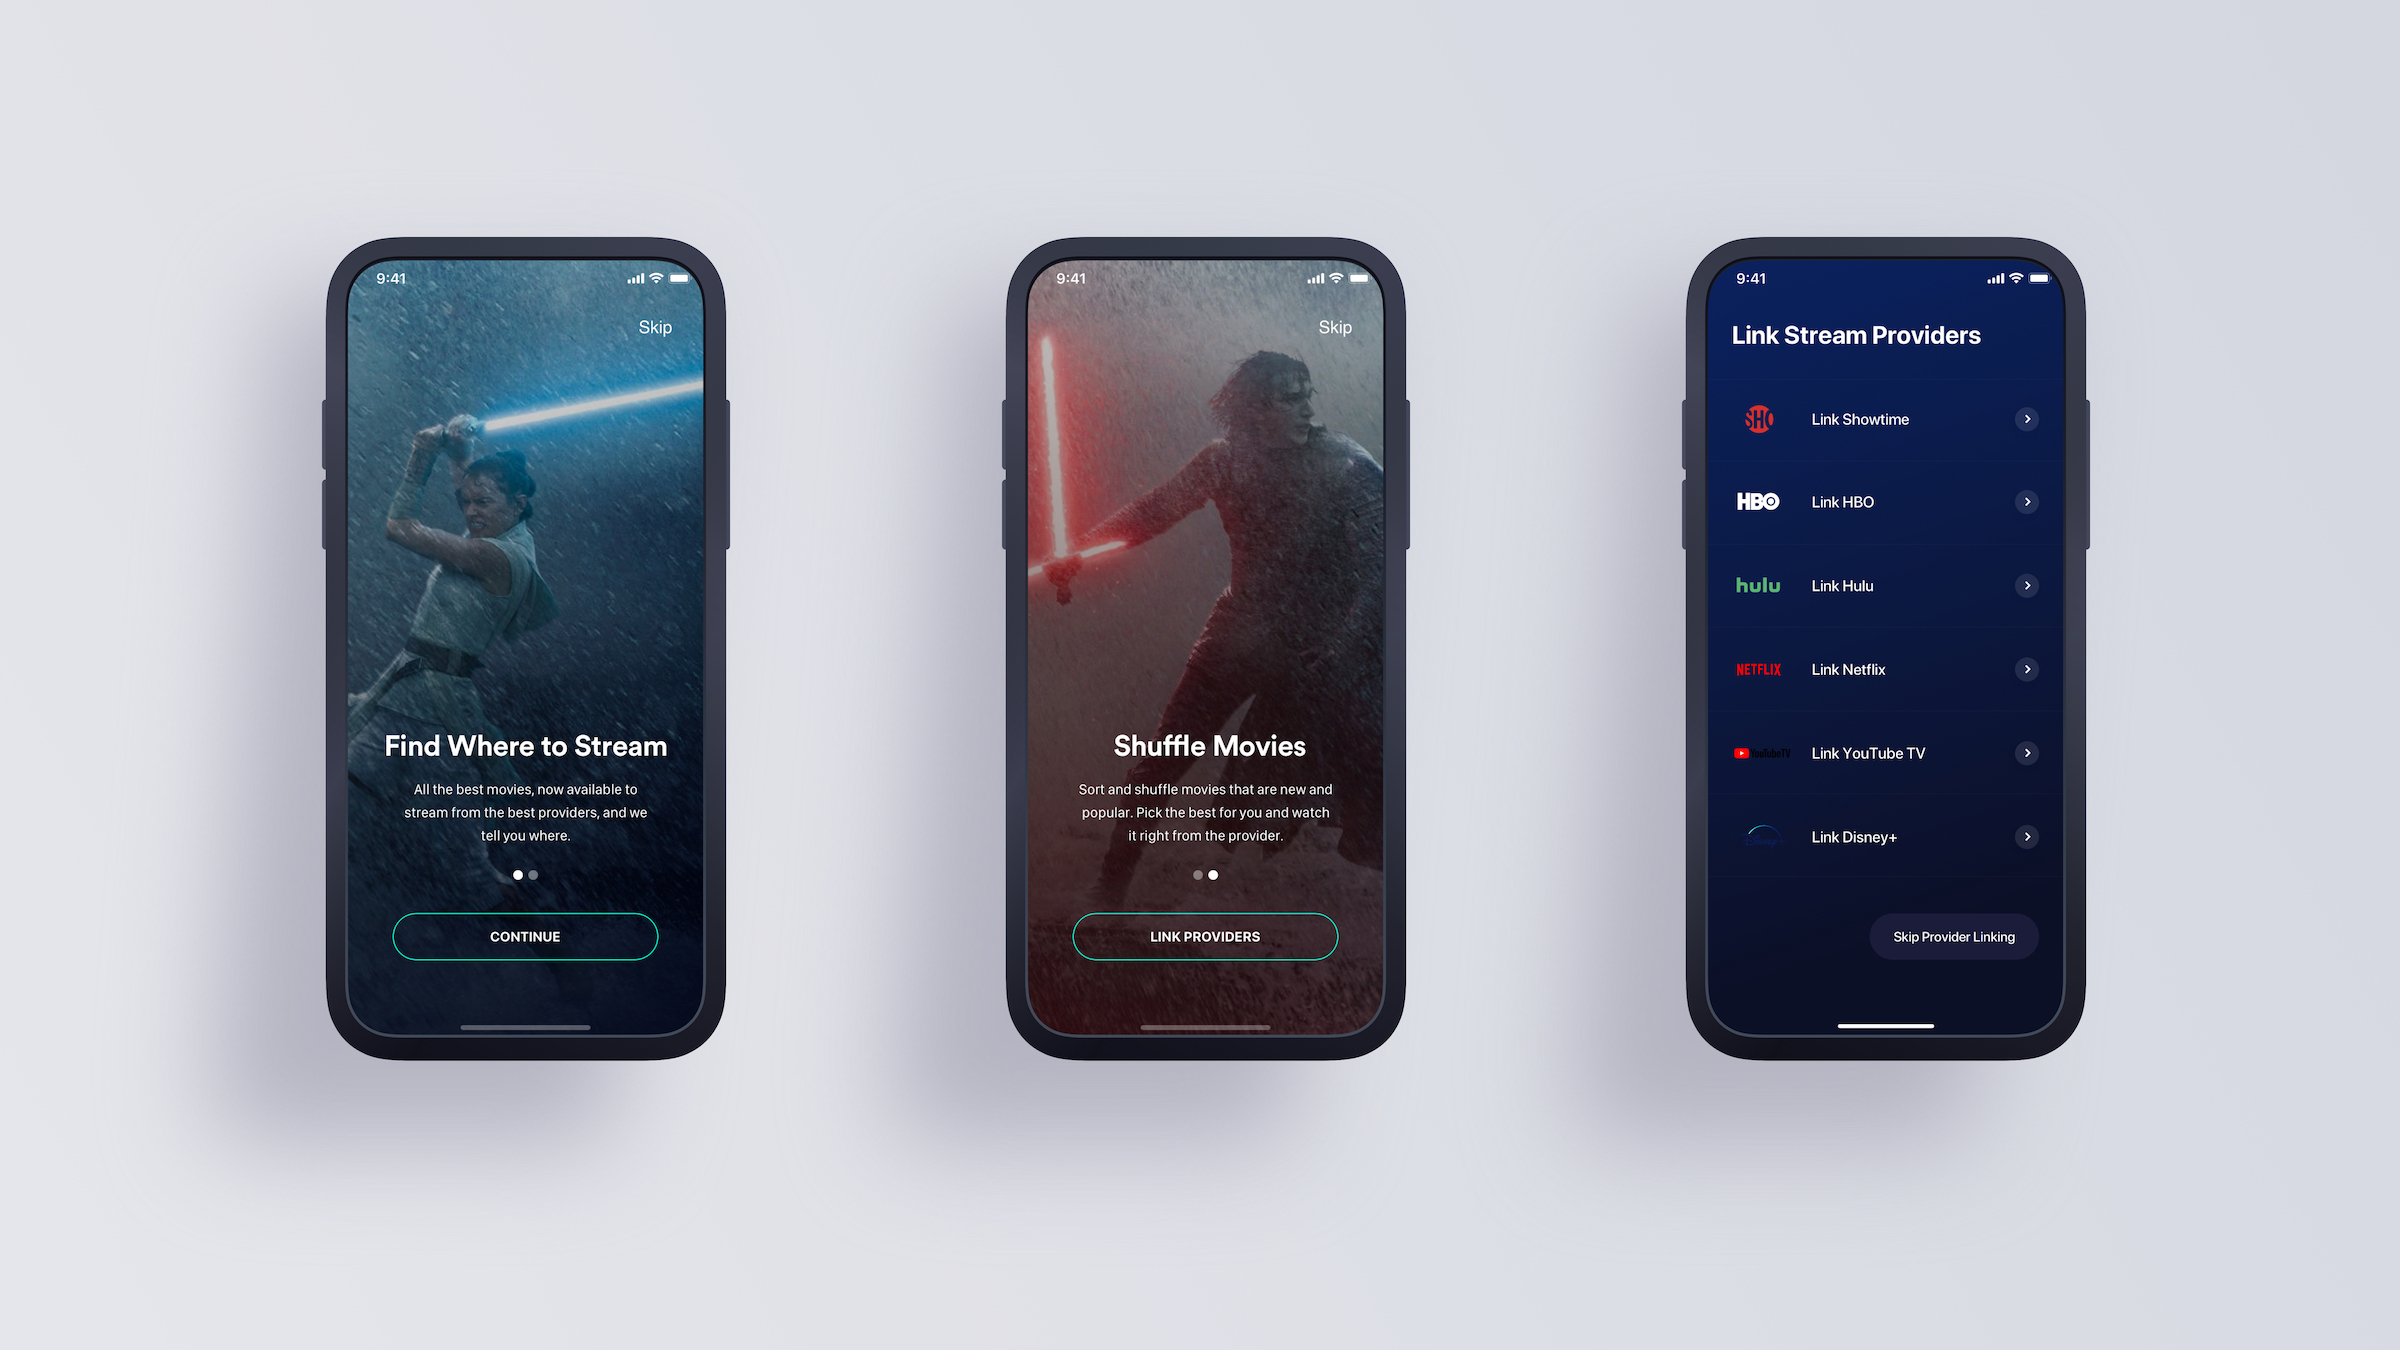 9:41
Skip
Find Where to Stream
All the best movies, now available to
stream from the best providers, and we
tell you where.
CONTINUE
9:41
Skip
Shuffle Movies
Sort and shuffle movies that are new and
popular. Pick the best for you and watch
it right from the provider.
LINK PROVIDERS
9:41
Link Stream Providers
SHO Link Showtime
HBO Link HBO
hulu Link Hulu
NETFLIX Link Netflix
YouTubeTV Link YouTube TV
Disney+ Link Disney+
Skip Provider Linking